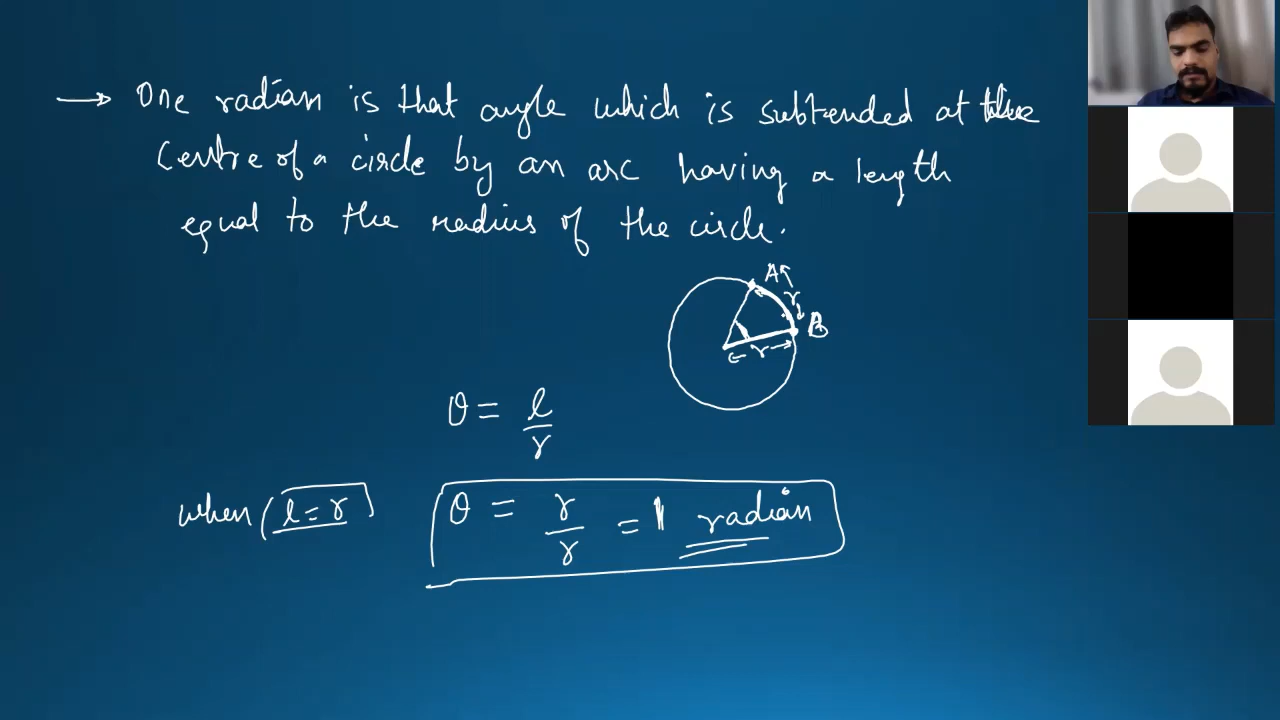 → One radian is that angle which is subtended at the
centre of a circle by an arc having a length
equal to the radius of the circle.
A
r
B
r
θ = l/r
when (l = r)
θ = r/r = 1 radian